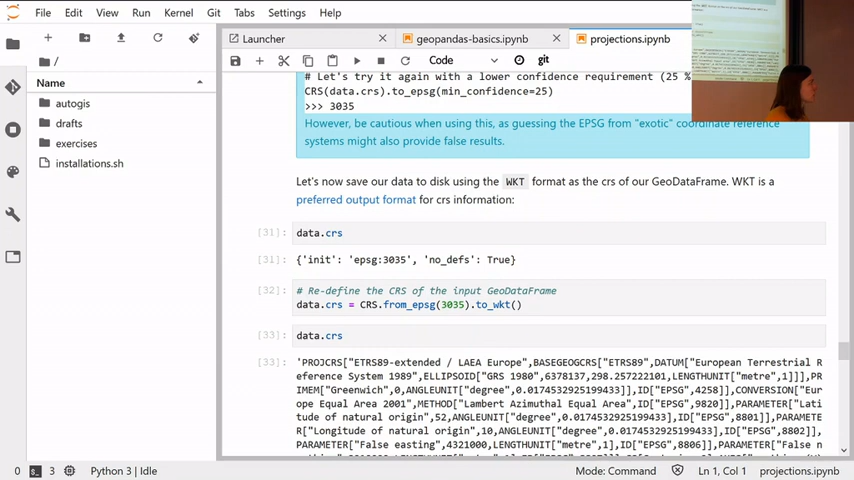 File Edit View Run Kernel Git Tabs Settings Help
Launcher
geopandas-basics.ipynb
projections.ipynb
Code
git
/
Name
autogis
drafts
exercises
installations.sh
# Let's try it again with a lower confidence requirement (25 %
CRS(data.crs).to_epsg(min_confidence=25)
>>> 3035
However, be cautious when using this, as guessing the EPSG from "exotic" coordinate reference
systems might also provide false results.
Let's now save our data to disk using the WKT format as the crs of our GeoDataFrame. WKT is a
preferred output format for crs information:
[31]: data.crs
[31]: {'init': 'epsg:3035', 'no_defs': True}
[32]: # Re-define the CRS of the input GeoDataFrame
data.crs = CRS.from_epsg(3035).to_wkt()
[33]: data.crs
[33]: 'PROJCRS["ETRS89-extended / LAEA Europe",BASEGEOGCRS["ETRS89",DATUM["European Terrestrial R
eference System 1989",ELLIPSOID["GRS 1980",6378137,298.257222101,LENGTHUNIT["metre",1]]],PR
IMEM["Greenwich",0,ANGLEUNIT["degree",0.0174532925199433]],ID["EPSG",4258]],CONVERSION["Eur
ope Equal Area 2001",METHOD["Lambert Azimuthal Equal Area",ID["EPSG",9820]],PARAMETER["Lati
tude of natural origin",52,ANGLEUNIT["degree",0.0174532925199433],ID["EPSG",8801]],PARAMETE
R["Longitude of natural origin",10,ANGLEUNIT["degree",0.0174532925199433],ID["EPSG",8802]],
PARAMETER["False easting",4321000,LENGTHUNIT["metre",1],ID["EPSG",8806]],PARAMETER["False n
0 3 Python 3 | Idle Mode: Command Ln 1, Col 1 projections.ipynb